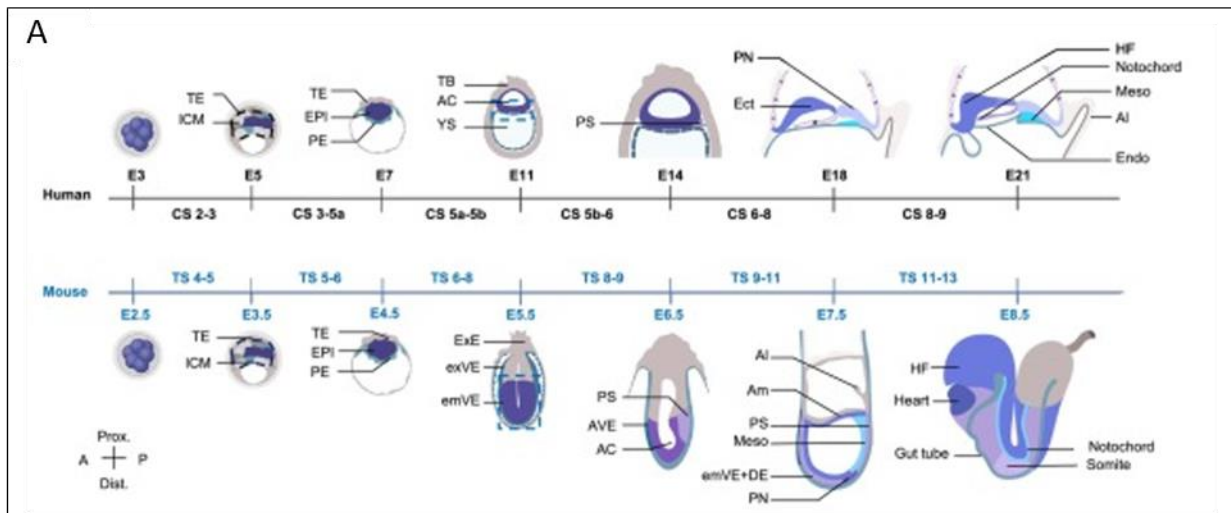 A
TE
ICM
TE
EPI
PE
TB
AC
YS
PS
PN
Ect
HF
Notochord
Meso
Al
Endo
E3
E5
E7
E11
E14
E18
E21
Human
CS 2-3
CS 3-5a
CS 5a-5b
CS 5b-6
CS 6-8
CS 8-9
TS 4-5
TS 5-6
TS 6-8
TS 8-9
TS 9-11
TS 11-13
Mouse
E2.5
E3.5
E4.5
E5.5
E6.5
E7.5
E8.5
TE
ICM
TE
EPI
PE
ExE
exVE
emVE
PS
AVE
AC
Al
Am
PS
Meso
emVE+DE
PN
HF
Heart
Gut tube
Notochord
Somite
Prox.
A
P
Dist.